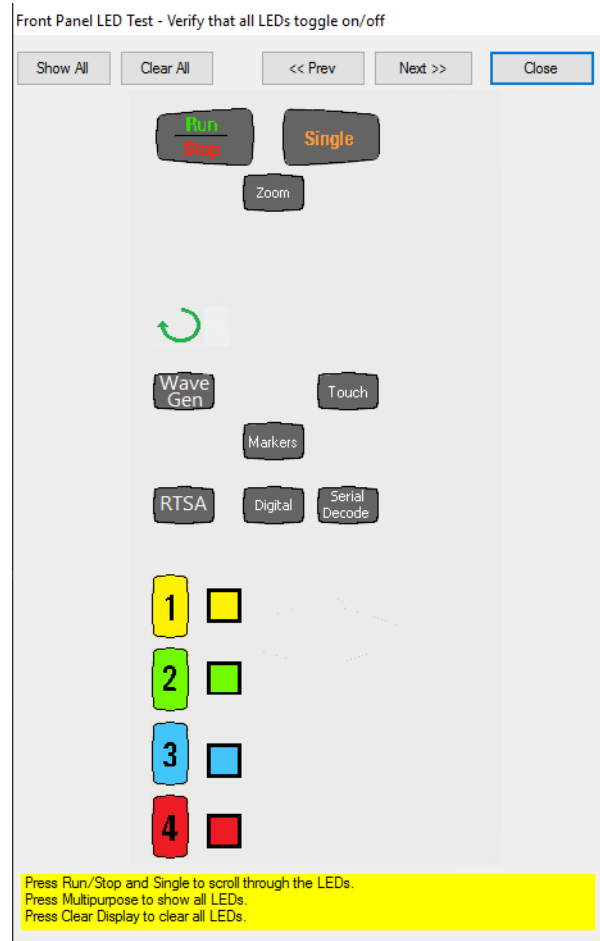 Front Panel LED Test - Verify that all LEDs toggle on/off
Show All
Clear All
<< Prev
Next >>
Close
Run
Stop
Single
Zoom
Wave
Gen
Touch
Markers
RTSA
Digital
Serial
Decode
1
2
3
4
Press Run/Stop and Single to scroll through the LEDs.
Press Multipurpose to show all LEDs.
Press Clear Display to clear all LEDs.